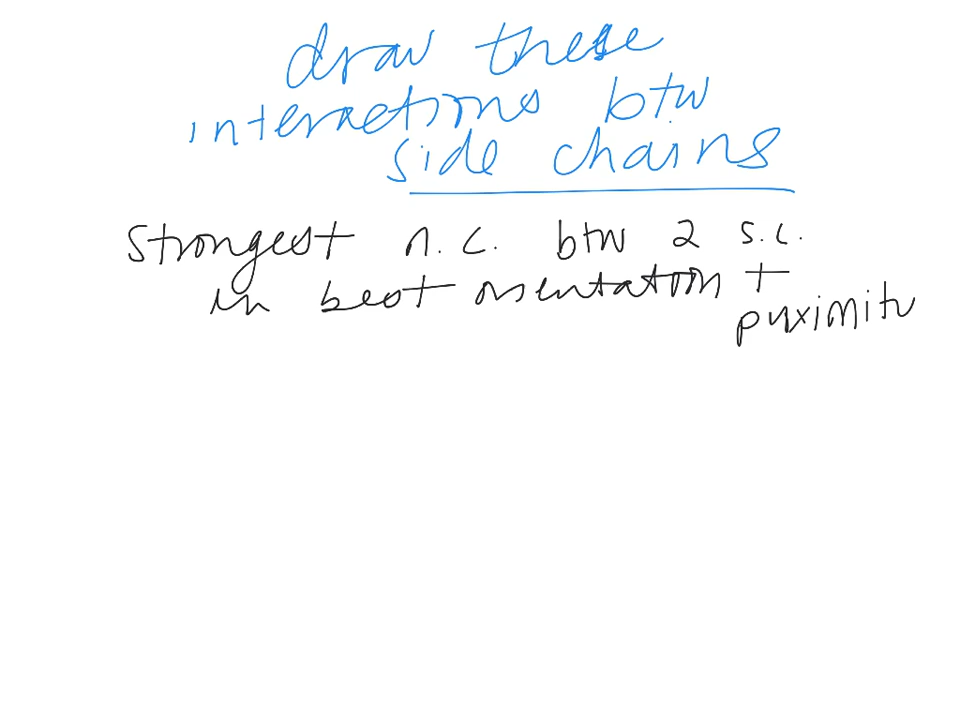 draw these
interactions btw
side chains
strongest n.c. btw 2 s.c.
in best orientation +
proximity